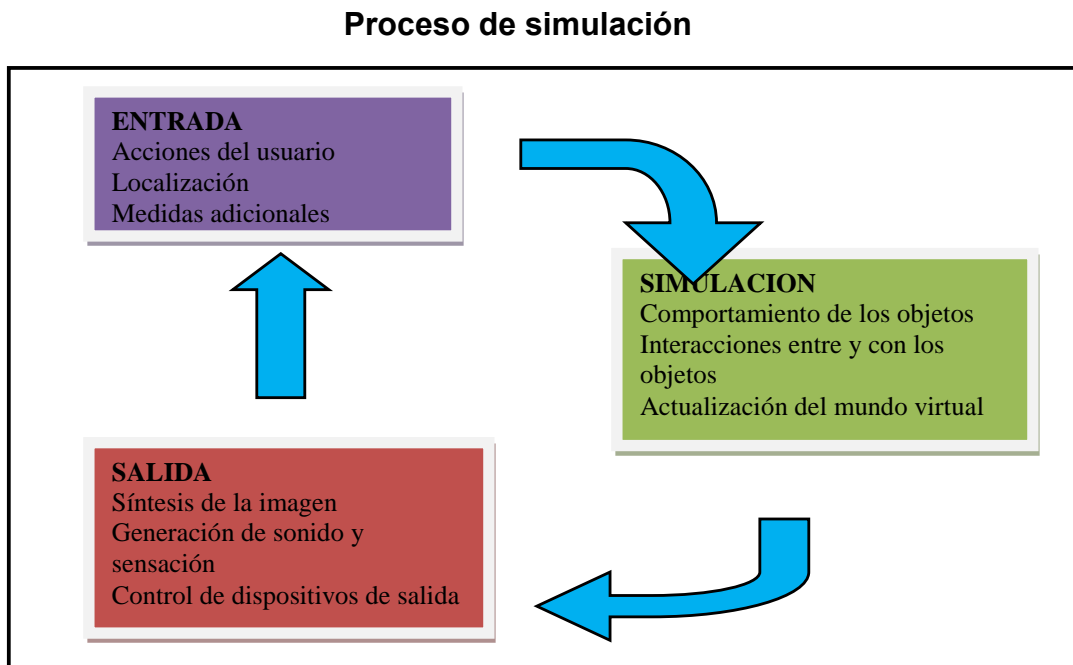 Proceso de simulación
ENTRADA
Acciones del usuario
Localización
Medidas adicionales
SIMULACION
Comportamiento de los objetos
Interacciones entre y con los
objetos
Actualización del mundo virtual
SALIDA
Síntesis de la imagen
Generación de sonido y
sensación
Control de dispositivos de salida